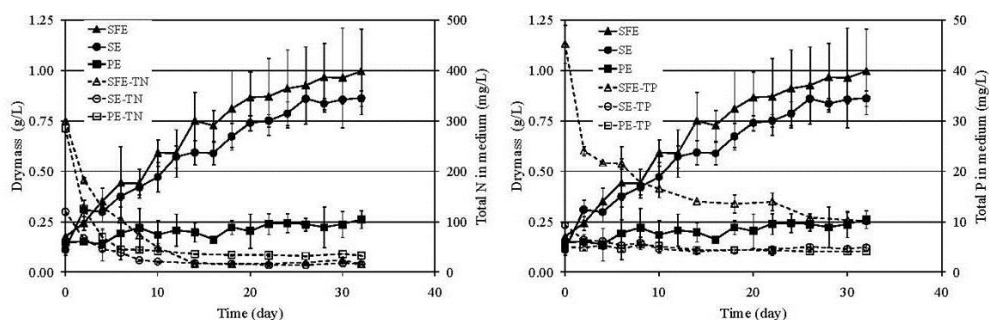 1.25 500
SFE
SE
1.00 PE 400
SFE-TN
SE-TN
PE-TN
0.75 300
0.50 200
0.25 100
0.00 0
0 10 20 30 40
Time (day)
Drymass (g/L)
Total N in medium (mg/L)
1.25 50
SFE
SE
1.00 PE 40
SFE-TP
SE-TP
PE-TP
0.75 30
0.50 20
0.25 10
0.00 0
0 10 20 30 40
Time (day)
Drymass (g/L)
Total P in medium (mg/L)